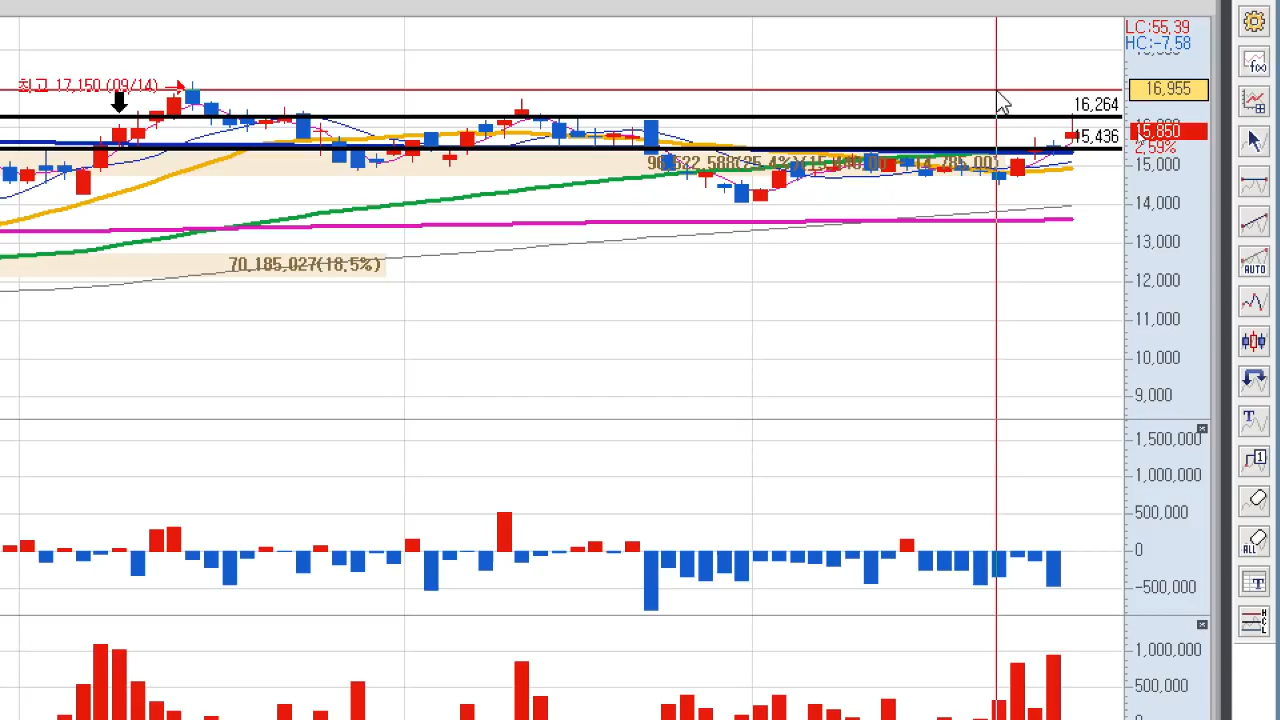 LC:55.39
HC:-7.58
최고 17,150 (09/14)
16,955
16,264
15,850
15,436
2.59%
15,000
14,000
13,000
70,185,027(18.5%)
12,000
11,000
10,000
9,000
1,500,000
1,000,000
500,000
0
-500,000
1,000,000
500,000
f(x)
AUTO
T
1
ALL
T
H
C
L